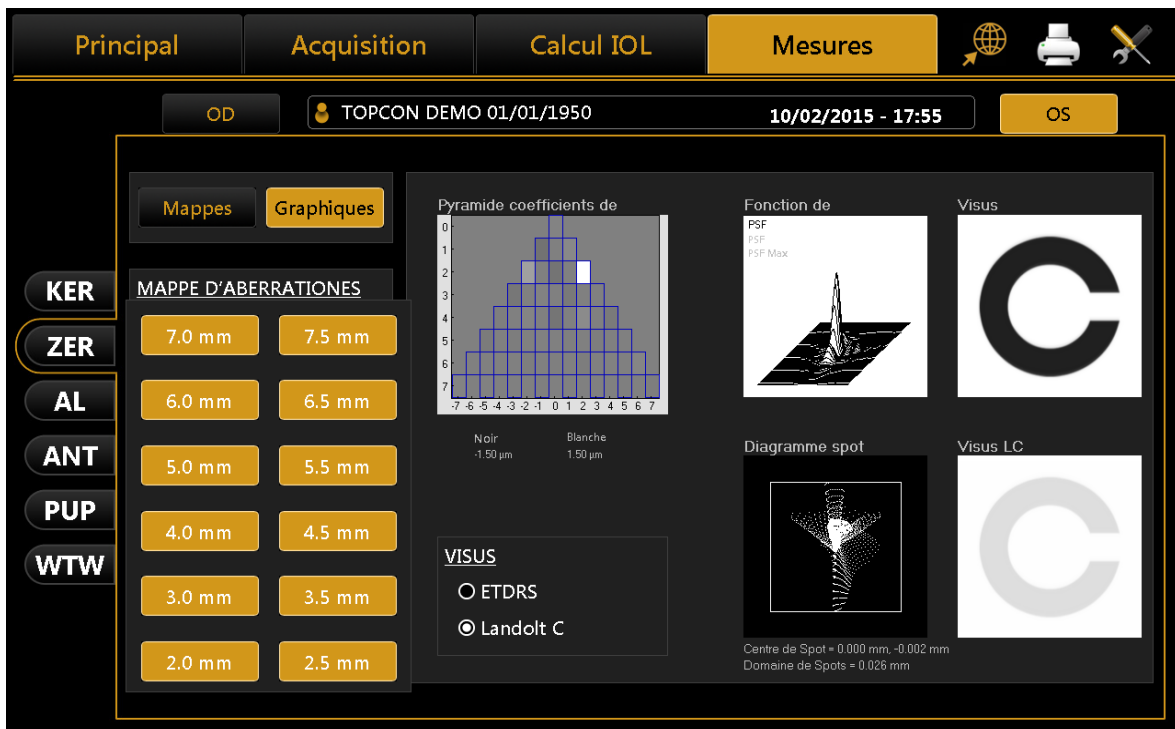 Principal Acquisition Calcul IOL Mesures
OD TOPCON DEMO 01/01/1950 10/02/2015 - 17:55 OS
Mappes Graphiques
MAPPE D'ABERRATIONES
7.0 mm 7.5 mm
6.0 mm 6.5 mm
5.0 mm 5.5 mm
4.0 mm 4.5 mm
3.0 mm 3.5 mm
2.0 mm 2.5 mm
KER
ZER
AL
ANT
PUP
WTW
Pyramide coefficients de
0
1
2
3
4
5
6
7
-7 -6 -5 -4 -3 -2 -1 0 1 2 3 4 5 6 7
Noir Blanche
-1.50 µm 1.50 µm
VISUS
ETDRS
Landolt C
Fonction de
PSF
PSF
PSF Max
Visus
Diagramme spot
Centre de Spot = 0.000 mm, -0.002 mm
Domaine de Spots = 0.026 mm
Visus LC